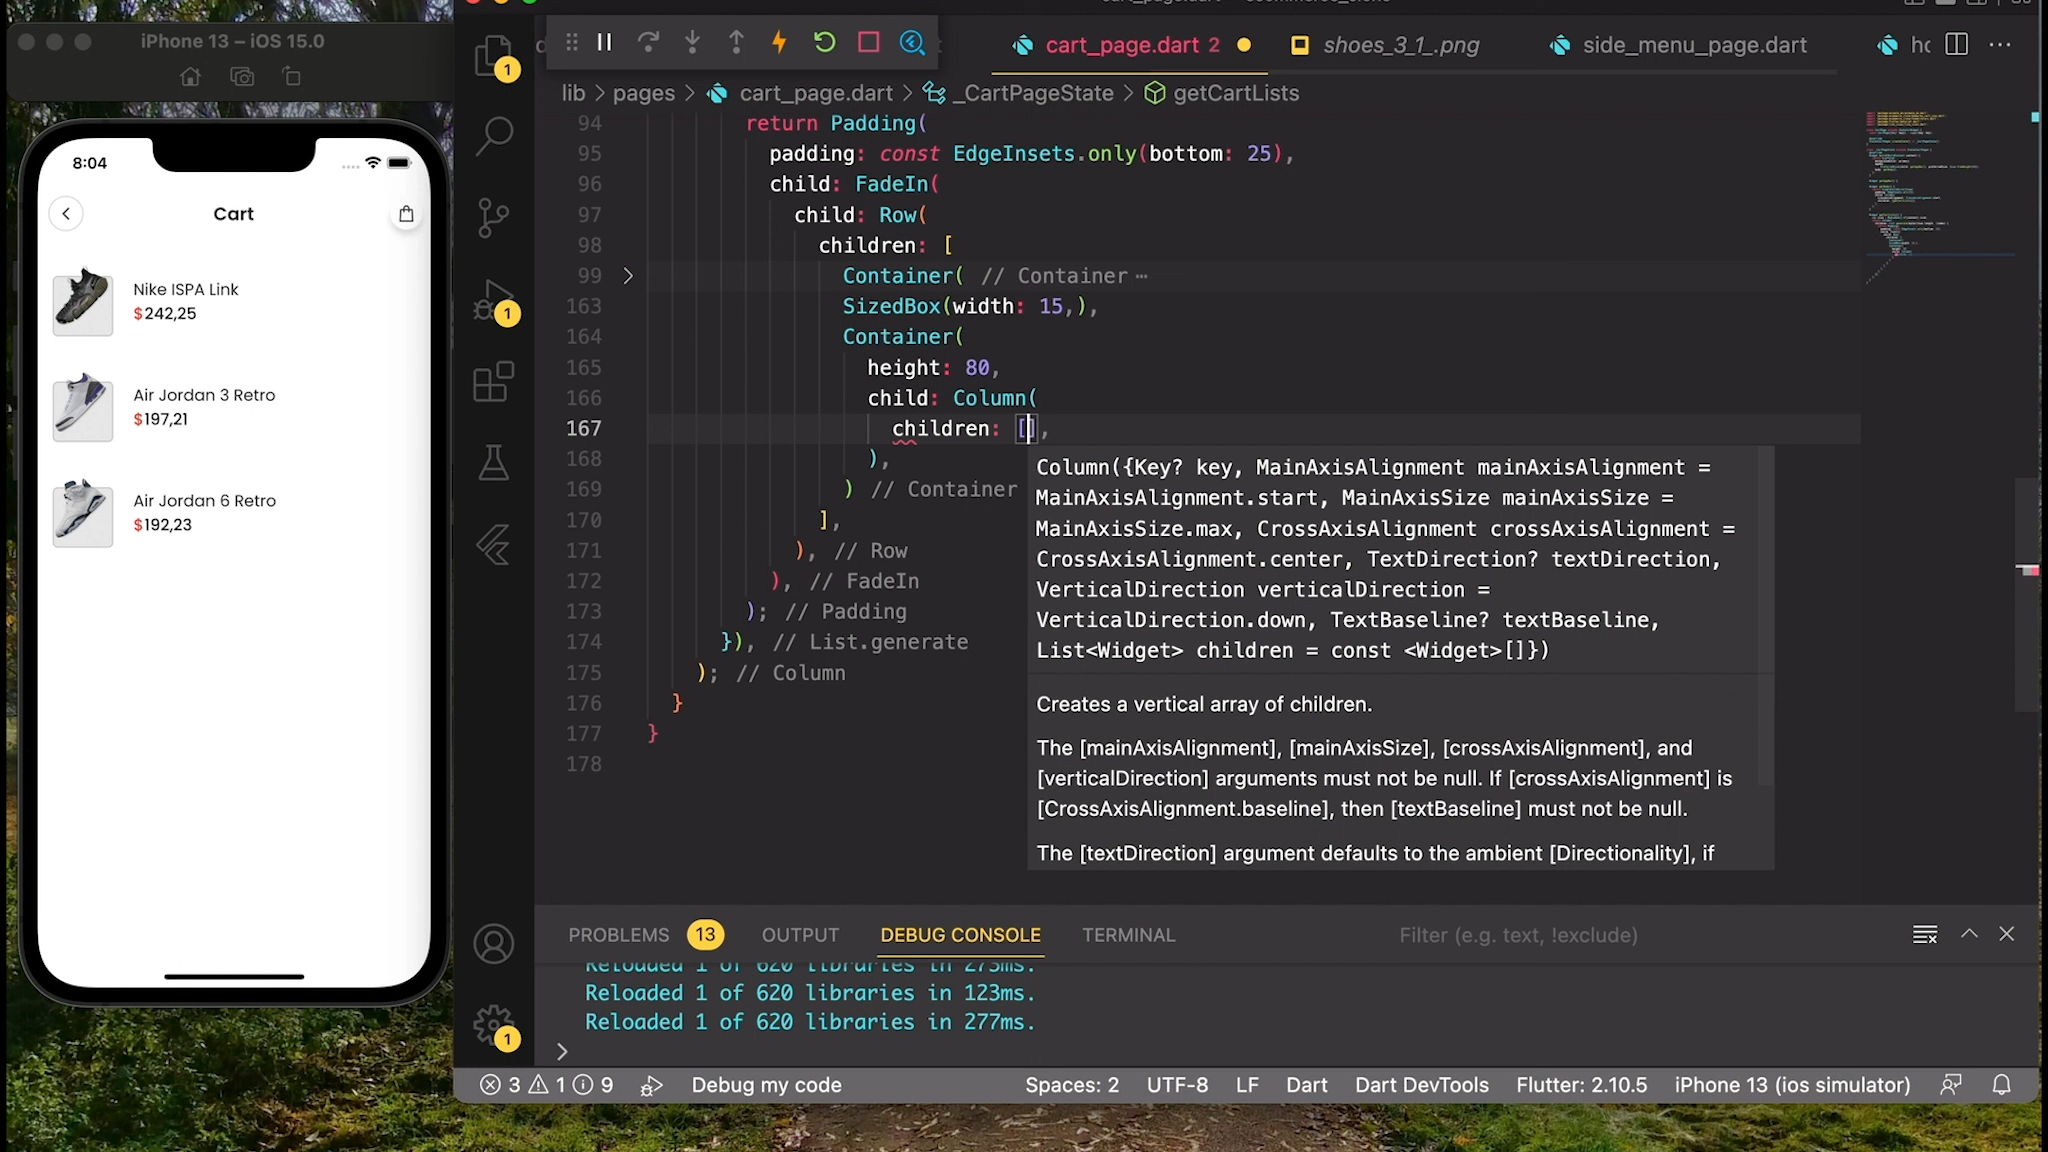 iPhone 13 – iOS 15.0
8:04
Cart
Nike ISPA Link
$242,25
Air Jordan 3 Retro
$197,21
Air Jordan 6 Retro
$192,23
1
1
1
cart_page.dart 2
shoes_3_1_.png
side_menu_page.dart
lib > pages > cart_page.dart > _CartPageState > getCartLists
94 return Padding(
95 padding: const EdgeInsets.only(bottom: 25),
96 child: FadeIn(
97 child: Row(
98 children: [
99 Container( // Container ⋯
163 SizedBox(width: 15,),
164 Container(
165 height: 80,
166 child: Column(
167 children: [],
168 ),
169 ) // Container
170 ],
171 ), // Row
172 ), // FadeIn
173 ); // Padding
174 }), // List.generate
175 ); // Column
176 }
177 }
178
Column({Key? key, MainAxisAlignment mainAxisAlignment =
MainAxisAlignment.start, MainAxisSize mainAxisSize =
MainAxisSize.max, CrossAxisAlignment crossAxisAlignment =
CrossAxisAlignment.center, TextDirection? textDirection,
VerticalDirection verticalDirection =
VerticalDirection.down, TextBaseline? textBaseline,
List<Widget> children = const <Widget>[]})
Creates a vertical array of children.
The [mainAxisAlignment], [mainAxisSize], [crossAxisAlignment], and
[verticalDirection] arguments must not be null. If [crossAxisAlignment] is
[CrossAxisAlignment.baseline], then [textBaseline] must not be null.
The [textDirection] argument defaults to the ambient [Directionality], if
PROBLEMS 13 OUTPUT DEBUG CONSOLE TERMINAL Filter (e.g. text, !exclude)
Reloaded 1 of 620 libraries in 273ms.
Reloaded 1 of 620 libraries in 123ms.
Reloaded 1 of 620 libraries in 277ms.
>
3 1 9 Debug my code Spaces: 2 UTF-8 LF Dart Dart DevTools Flutter: 2.10.5 iPhone 13 (ios simulator)